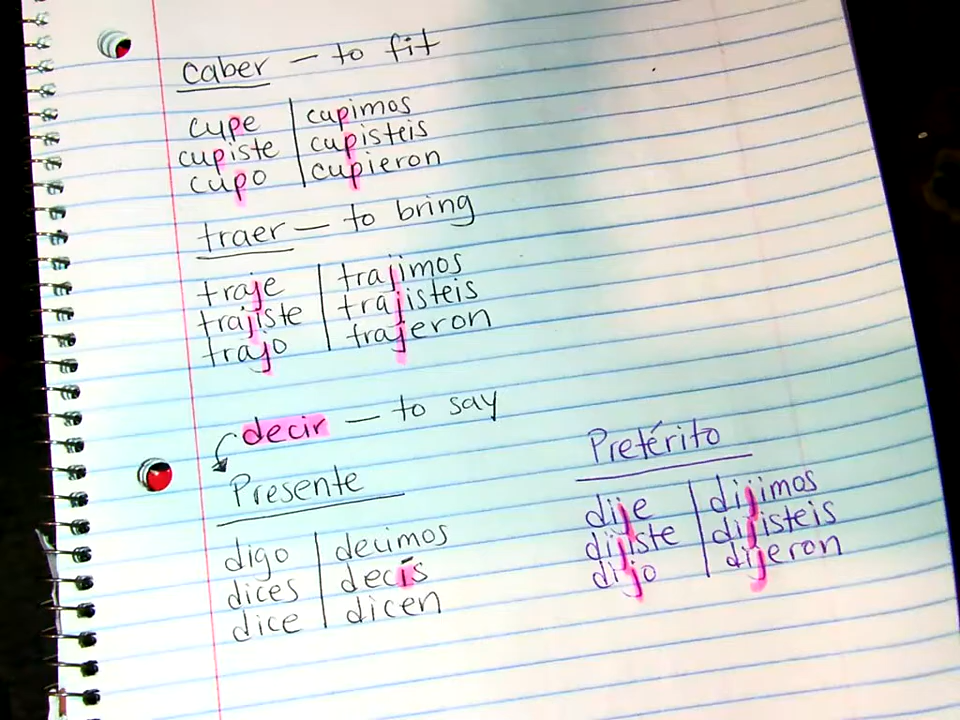 caber — to fit
cupe | cupimos
cupiste | cupisteis
cupo | cupieron
traer — to bring
traje | trajimos
trajiste | trajisteis
trajo | trajeron
decir — to say
Presente
digo | decimos
dices | decís
dice | dicen
Pretérito
dije | dijimos
dijiste | dijisteis
dijo | dijeron